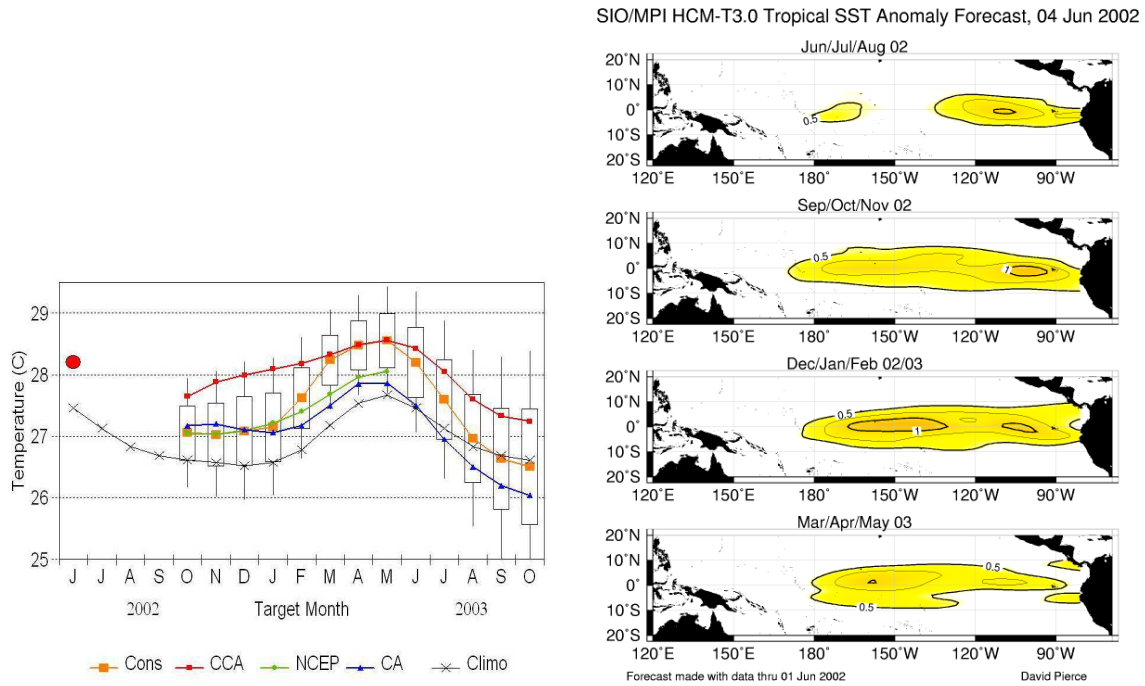 SIO/MPI HCM-T3.0 Tropical SST Anomaly Forecast, 04 Jun 2002
Jun/Jul/Aug 02
20˚N
10˚N
0˚
10˚S
20˚S
0.5
120˚E 150˚E 180˚ 150˚W 120˚W 90˚W
Sep/Oct/Nov 02
20˚N
10˚N
0˚
10˚S
20˚S
0.5
1
120˚E 150˚E 180˚ 150˚W 120˚W 90˚W
Dec/Jan/Feb 02/03
20˚N
10˚N
0˚
10˚S
20˚S
0.5
1
120˚E 150˚E 180˚ 150˚W 120˚W 90˚W
Mar/Apr/May 03
20˚N
10˚N
0˚
10˚S
20˚S
0.5
0.5
120˚E 150˚E 180˚ 150˚W 120˚W 90˚W
Forecast made with data thru 01 Jun 2002 David Pierce
Temperature (C)
29
28
27
26
25
J J A S O N D J F M A M J J A S O
2002 Target Month 2003
Cons CCA NCEP CA Climo